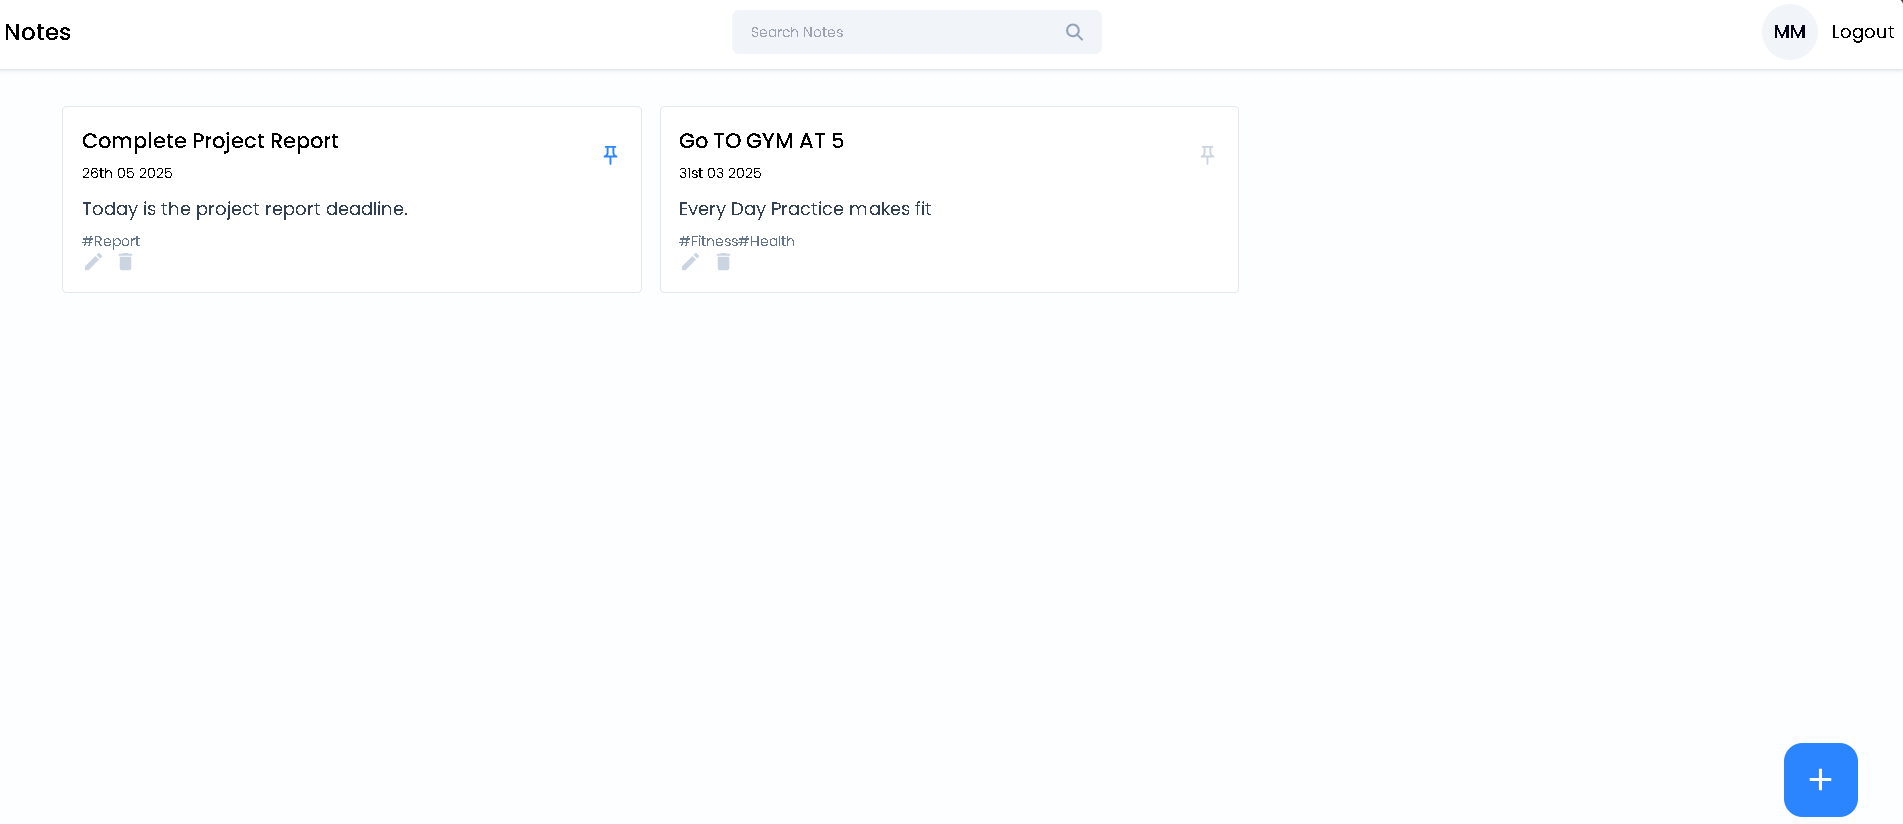 Notes
Search Notes
MM
Logout
Complete Project Report
26th 05 2025
Today is the project report deadline.
#Report
Go TO GYM AT 5
31st 03 2025
Every Day Practice makes fit
#Fitness#Health